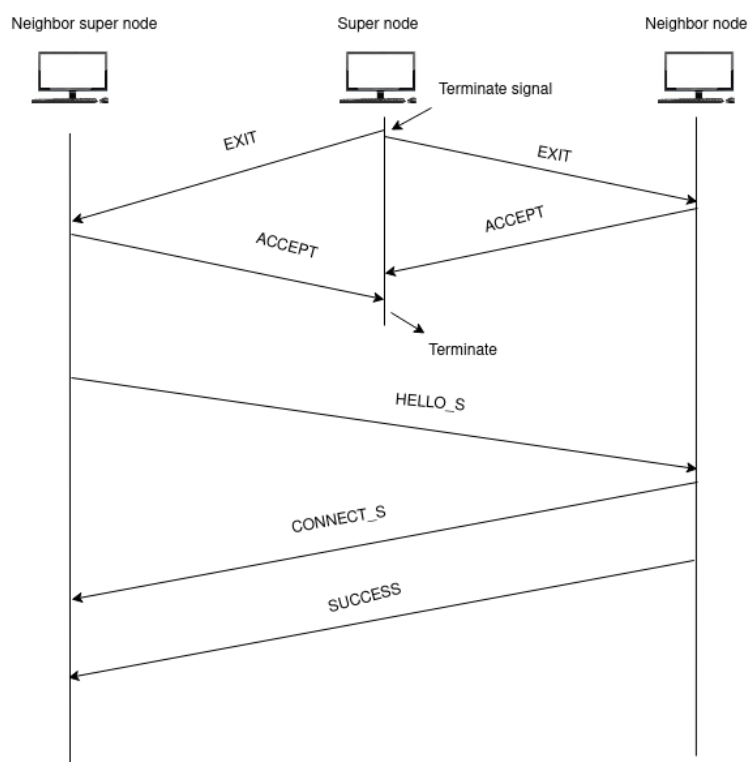 Neighbor super node
Super node
Neighbor node
Terminate signal
EXIT
EXIT
ACCEPT
ACCEPT
Terminate
HELLO_S
CONNECT_S
SUCCESS